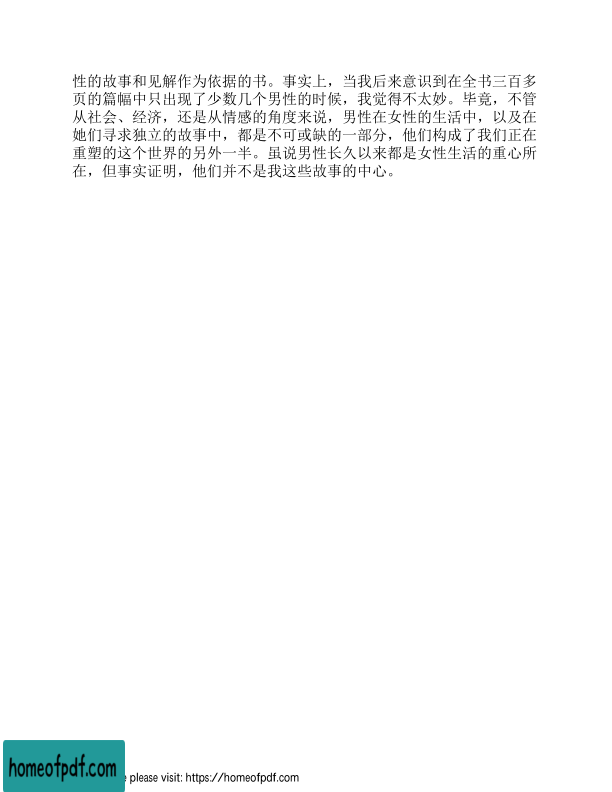 性的故事和见解作为依据的书。事实上，当我后来意识到在全书三百多
页的篇幅中只出现了少数几个男性的时候，我觉得不太妙。毕竟，不管
从社会、经济，还是从情感的角度来说，男性在女性的生活中，以及在
她们寻求独立的故事中，都是不可或缺的一部分，他们构成了我们正在
重塑的这个世界的另外一半。虽说男性长久以来都是女性生活的重心所
在，但事实证明，他们并不是我这些故事的中心。
homeofpdf.com
e please visit: https://homeofpdf.com